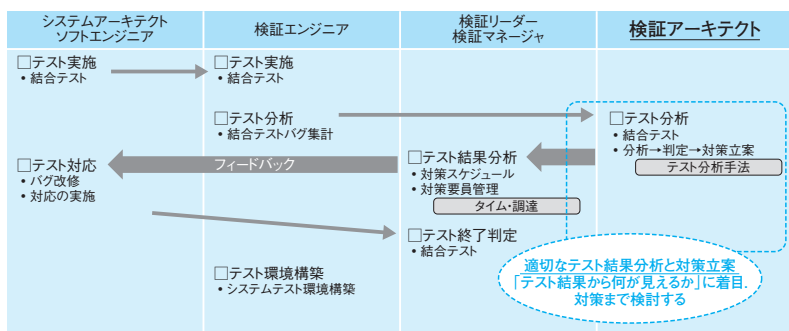 システムアーキテクト
ソフトエンジニア
検証エンジニア
検証リーダー
検証マネージャ
検証アーキテクト
□テスト実施
• 結合テスト
□テスト実施
• 結合テスト
□テスト分析
• 結合テストバグ集計
□テスト分析
• 結合テスト
• 分析→判定→対策立案
テスト分析手法
□テスト対応
• バグ改修
• 対応の実施
フィードバック
□テスト結果分析
• 対策スケジュール
• 対策要員管理
タイム・調達
□テスト終了判定
• 結合テスト
□テスト環境構築
• システムテスト環境構築
適切なテスト結果分析と対策立案
「テスト結果から何が見えるか」に着目.
対策まで検討する